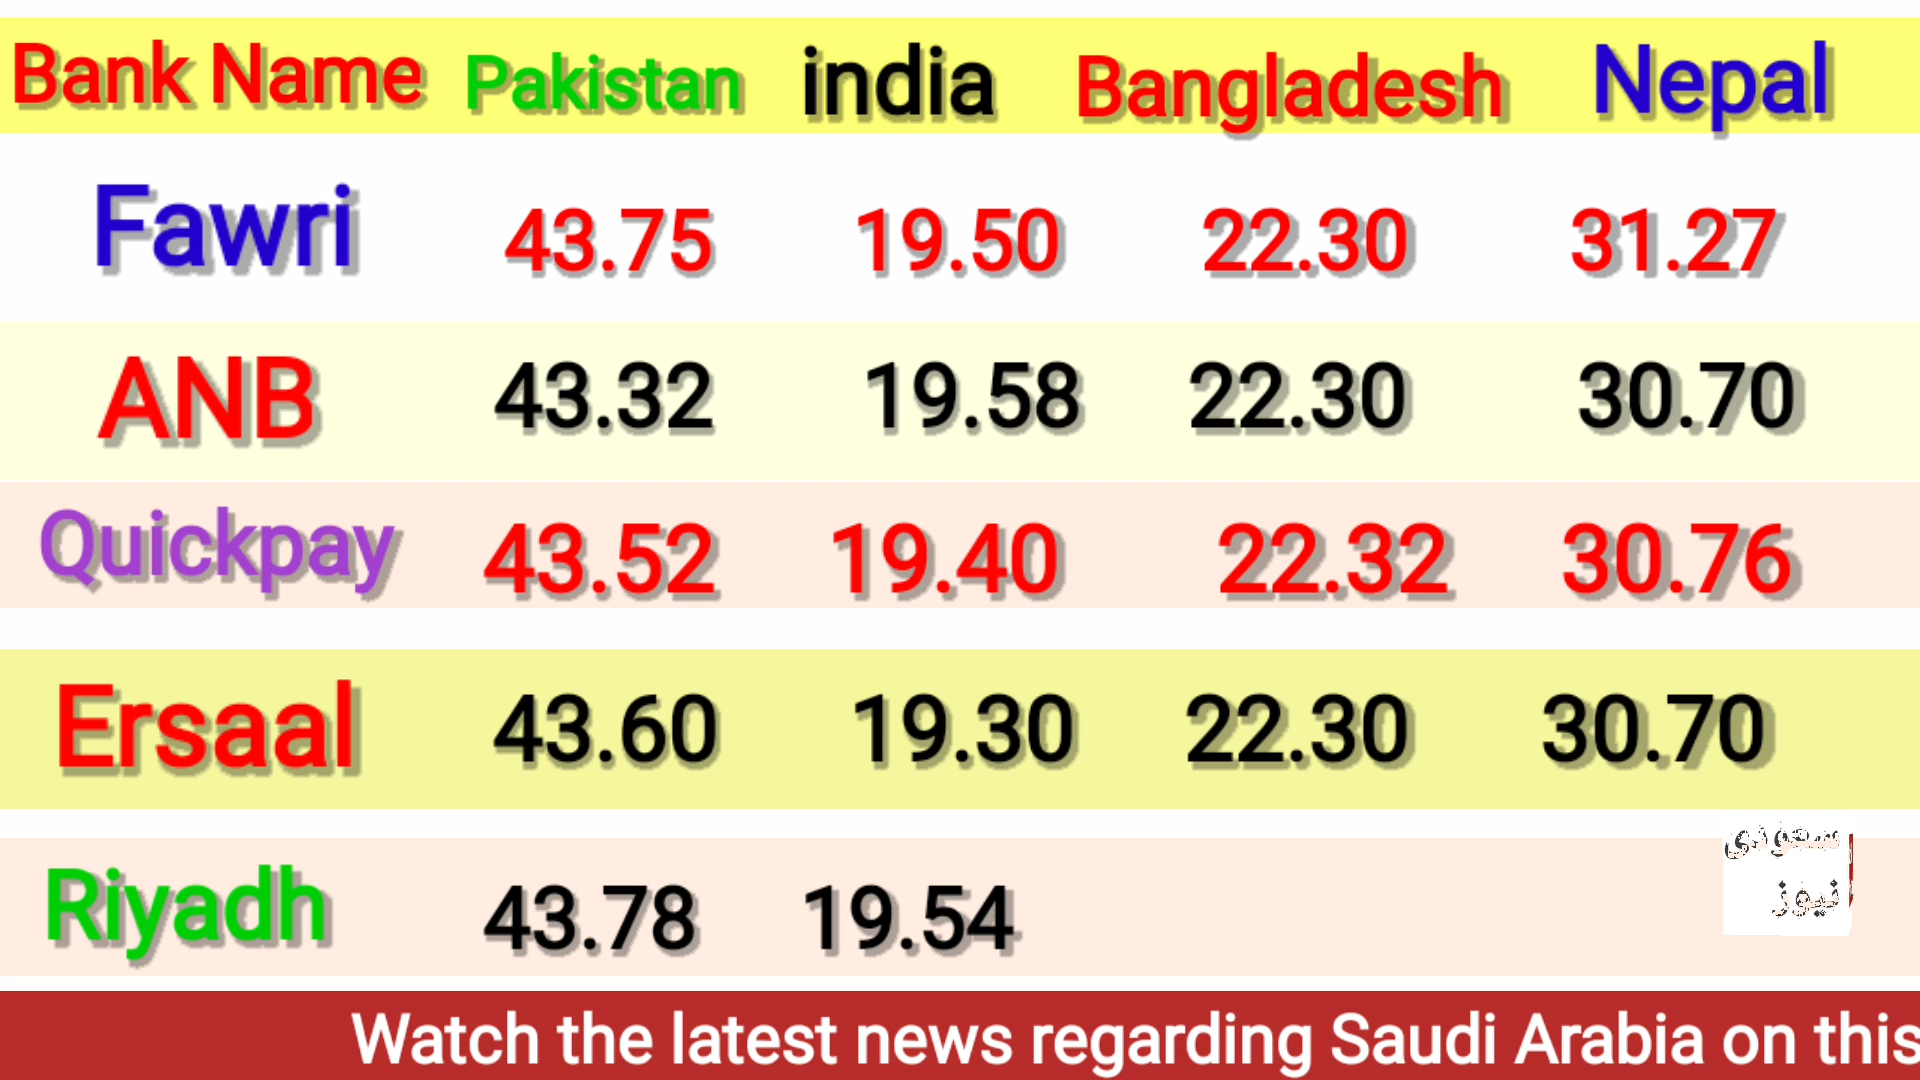 Bank Name Pakistan india Bangladesh Nepal
Fawri 43.75 19.50 22.30 31.27
ANB 43.32 19.58 22.30 30.70
Quickpay 43.52 19.40 22.32 30.76
Ersaal 43.60 19.30 22.30 30.70
Riyadh 43.78 19.54
سعودی
نیوز
Watch the latest news regarding Saudi Arabia on this